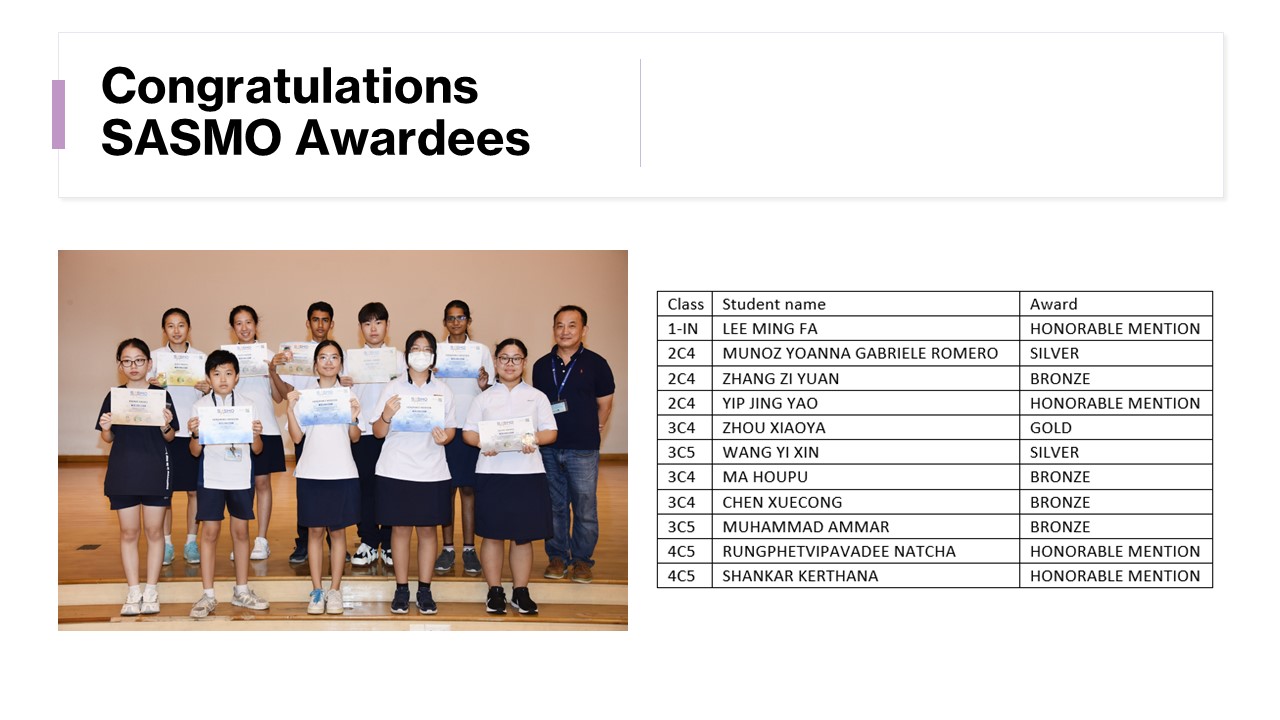 Congratulations
SASMO Awardees
Class Student name Award
1-IN LEE MING FA HONORABLE MENTION
2C4 MUNOZ YOANNA GABRIELE ROMERO SILVER
2C4 ZHANG ZI YUAN BRONZE
2C4 YIP JING YAO HONORABLE MENTION
3C4 ZHOU XIAOYA GOLD
3C5 WANG YI XIN SILVER
3C4 MA HOUPU BRONZE
3C4 CHEN XUECONG BRONZE
3C5 MUHAMMAD AMMAR BRONZE
4C5 RUNGPHETVIPAVADEE NATCHA HONORABLE MENTION
4C5 SHANKAR KERTHANA HONORABLE MENTION